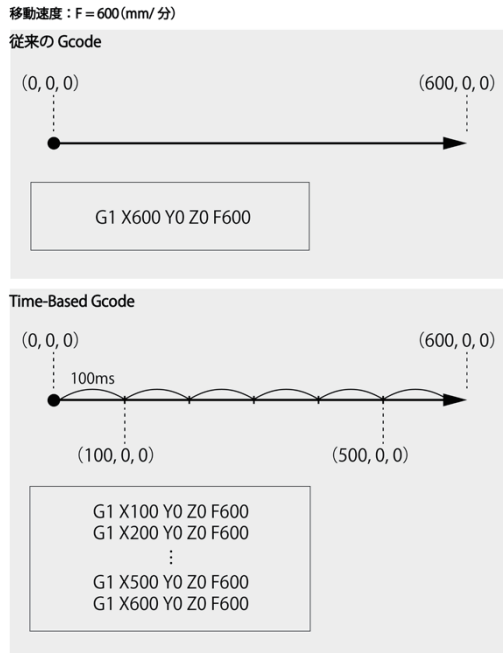 移動速度：F = 600(mm/ 分)
従来の Gcode
(0, 0, 0)
(600, 0, 0)
G1 X600 Y0 Z0 F600
Time-Based Gcode
(0, 0, 0)
(600, 0, 0)
100ms
(100, 0, 0)
(500, 0, 0)
G1 X100 Y0 Z0 F600
G1 X200 Y0 Z0 F600
⋮
G1 X500 Y0 Z0 F600
G1 X600 Y0 Z0 F600